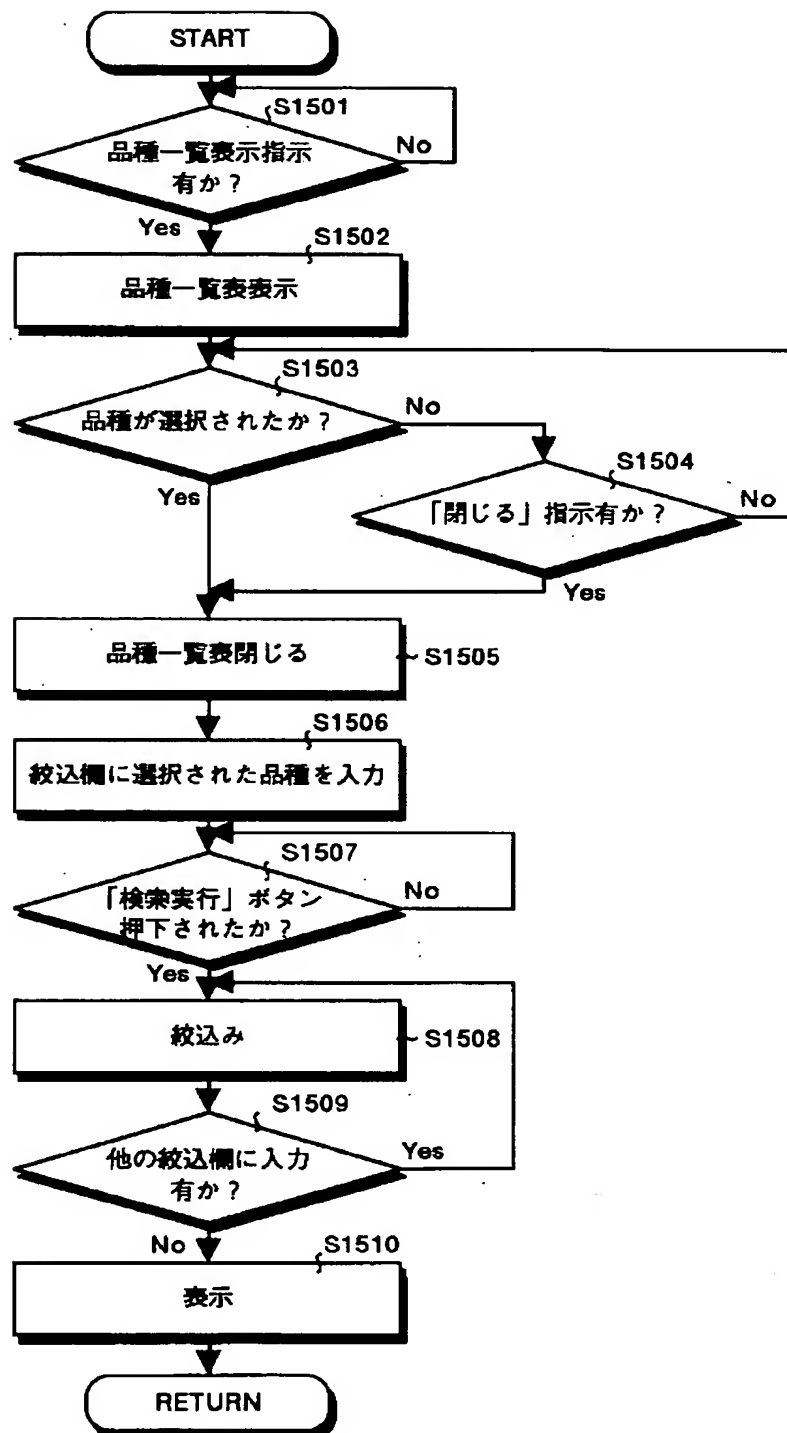 START
S1501
品種一覧表示指示
有か?
No
Yes
S1502
品種一覧表表示
S1503
品種が選択されたか?
No
Yes
S1504
「閉じる」指示有か?
No
Yes
品種一覧表閉じる
S1505
S1506
絞込欄に選択された品種を入力
S1507
「検索実行」ボタン
押下されたか?
No
Yes
絞込み
S1508
S1509
他の絞込欄に入力
有か?
Yes
No
S1510
表示
RETURN